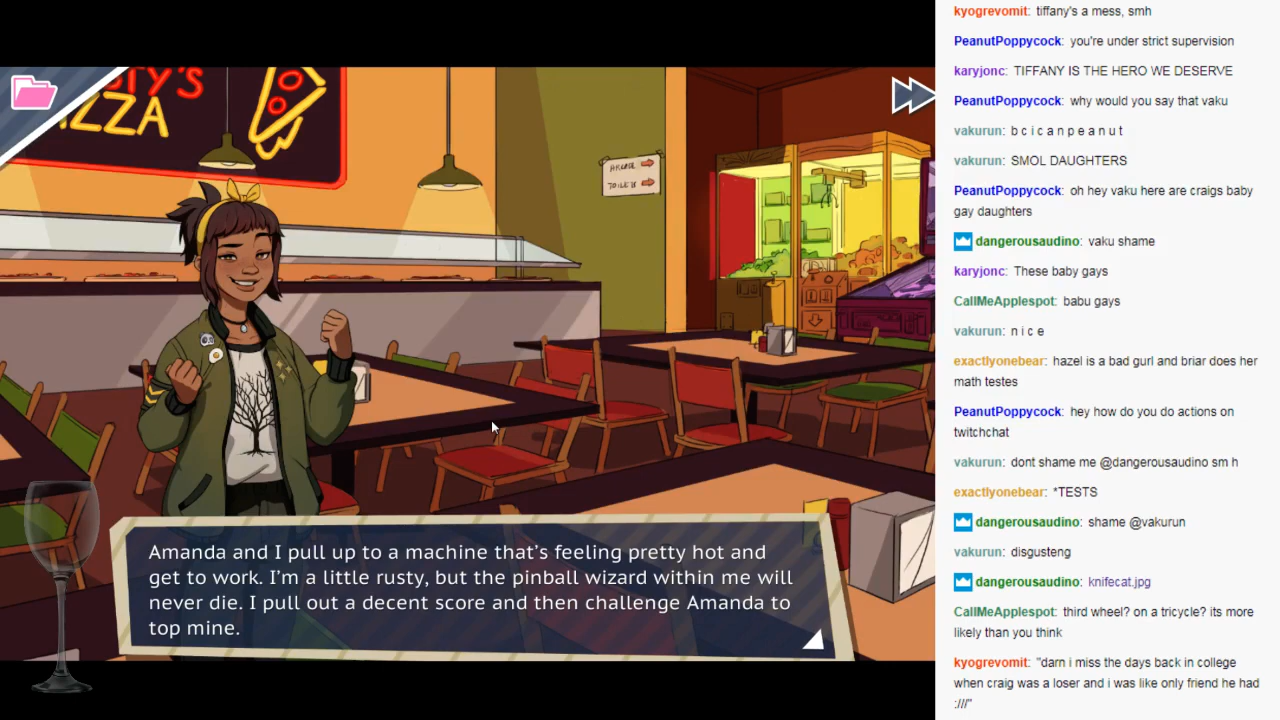 STY'S
IZZA
ARCADE
TOILETS
Amanda and I pull up to a machine that's feeling pretty hot and
get to work. I'm a little rusty, but the pinball wizard within me will
never die. I pull out a decent score and then challenge Amanda to
top mine.
kyogrevomit: tiffany's a mess, smh
PeanutPoppycock: you're under strict supervision
karyjonc: TIFFANY IS THE HERO WE DESERVE
PeanutPoppycock: why would you say that vaku
vakurun: b c i c a n p e a n u t
vakurun: SMOL DAUGHTERS
PeanutPoppycock: oh hey vaku here are craigs baby
gay daughters
dangerousaudino: vaku shame
karyjonc: These baby gays
CallMeApplespot: babu gays
vakurun: n i c e
exactlyonebear: hazel is a bad gurl and briar does her
math testes
PeanutPoppycock: hey how do you do actions on
twitchchat
vakurun: dont shame me @dangerousaudino sm h
exactlyonebear: *TESTS
dangerousaudino: shame @vakurun
vakurun: disgusteng
dangerousaudino: knifecat.jpg
CallMeApplespot: third wheel? on a tricycle? its more
likely than you think
kyogrevomit: "darn i miss the days back in college
when craig was a loser and i was like only friend he had
:///"